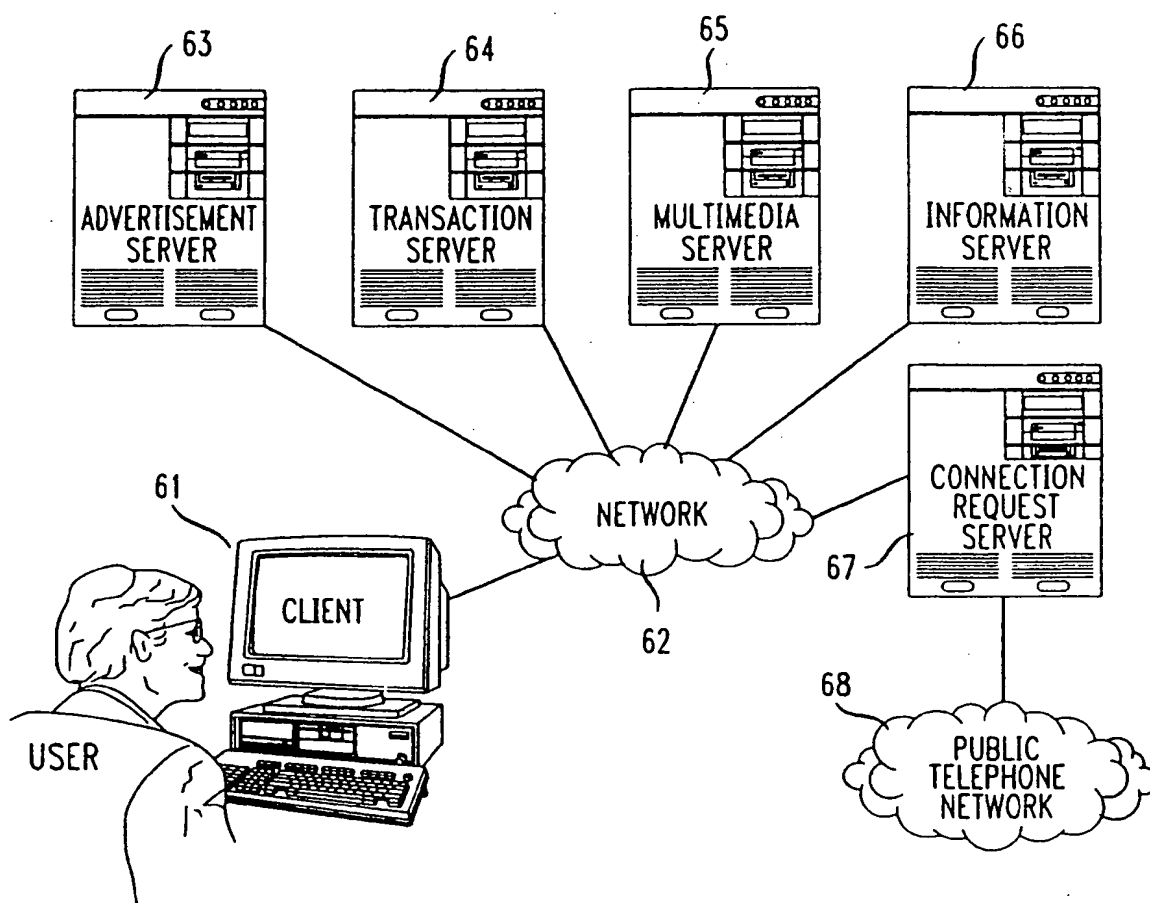 63
64
65
66
ADVERTISEMENT
SERVER
TRANSACTION
SERVER
MULTIMEDIA
SERVER
INFORMATION
SERVER
61
NETWORK
62
CONNECTION
REQUEST
SERVER
67
CLIENT
USER
68
PUBLIC
TELEPHONE
NETWORK